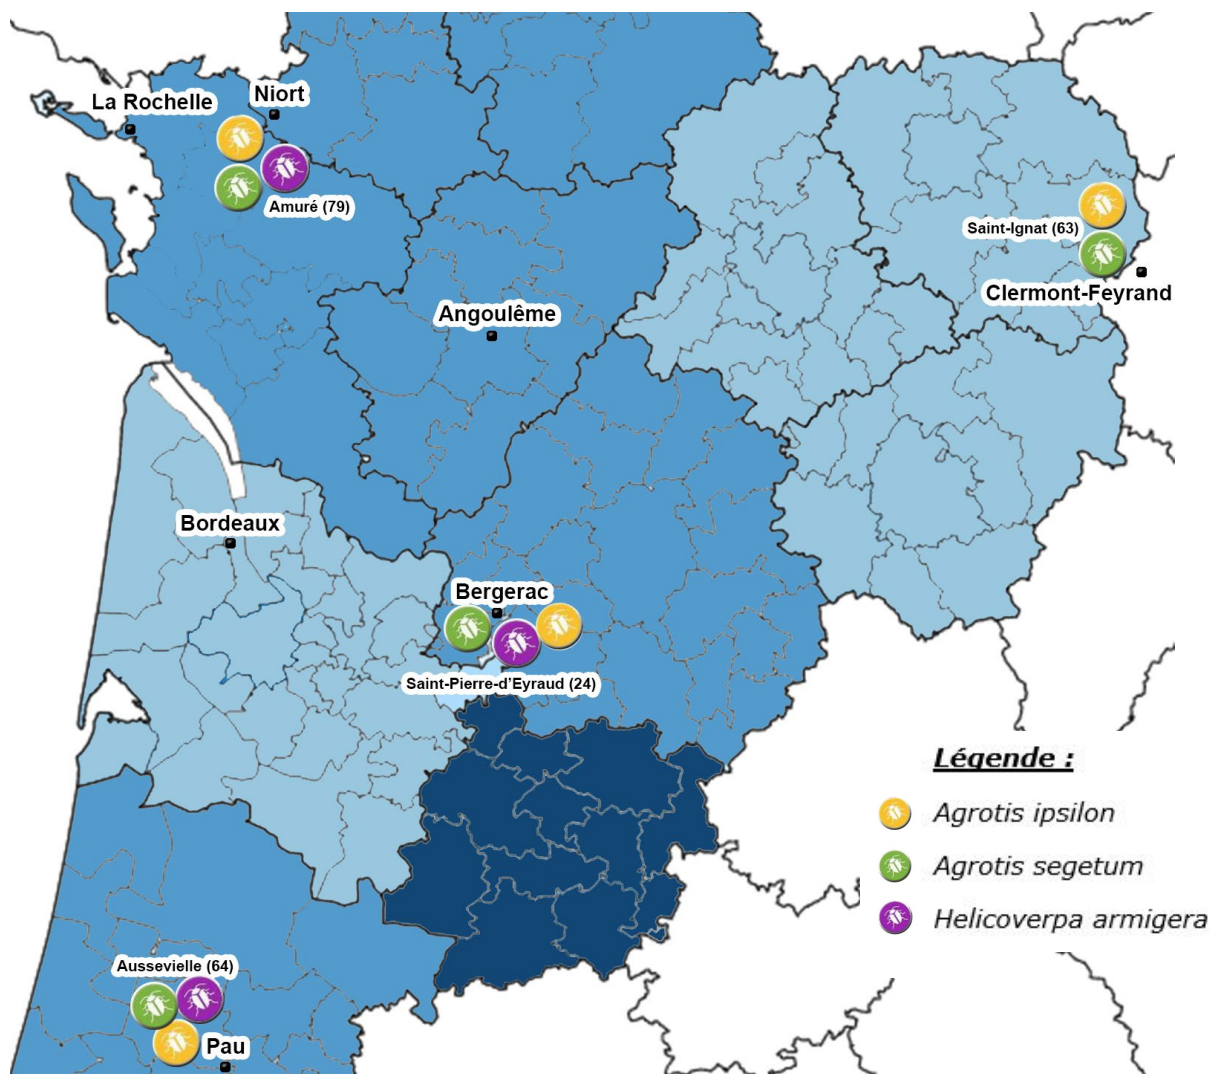 La Rochelle
Niort
Amuré (79)
Saint-Ignat (63)
Clermont-Feyrand
Angoulême
Bordeaux
Bergerac
Saint-Pierre-d'Eyraud (24)
Légende :
Agrotis ipsilon
Agrotis segetum
Helicoverpa armigera
Aussevielle (64)
Pau